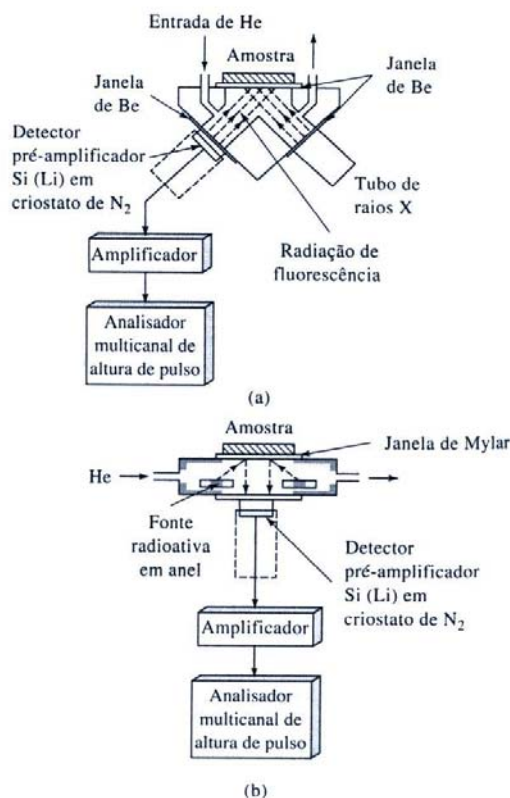 Entrada de He
Amostra
Janela
de Be
Janela
de Be
Detector
pré-amplificador
Si (Li) em
criostato de N₂
Tubo de
raios X
Radiação de
fluorescência
Amplificador
Analisador
multicanal de
altura de pulso
(a)
Amostra
Janela de Mylar
He
Fonte
radioativa
em anel
Detector
pré-amplificador
Si (Li) em
criostato de N₂
Amplificador
Analisador
multicanal de
altura de pulso
(b)